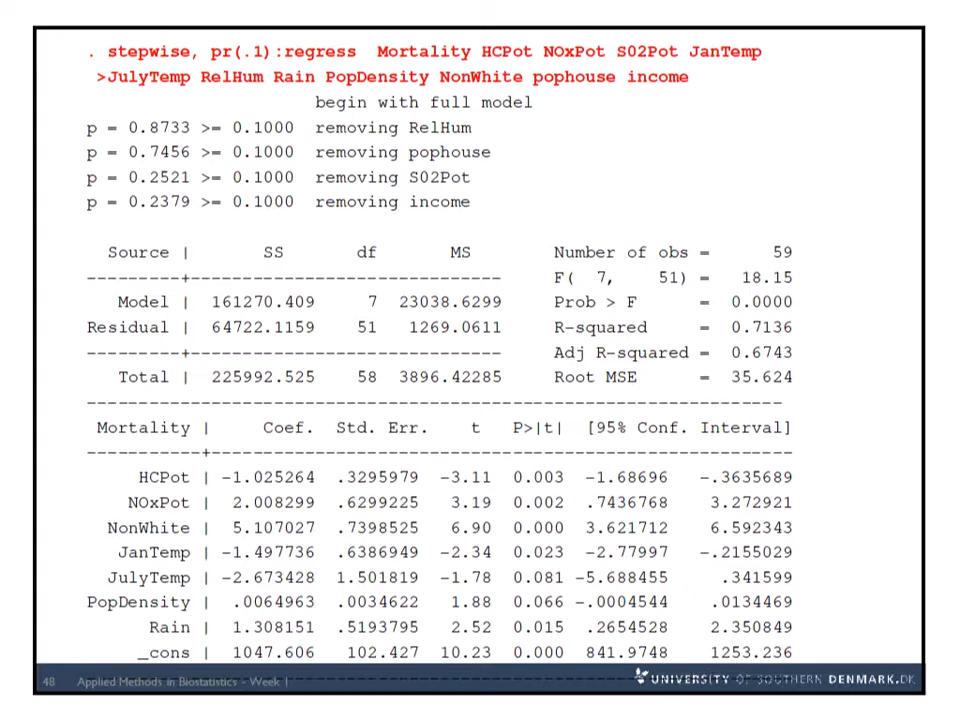 . stepwise, pr(.1):regress  Mortality HCPot NOxPot S02Pot JanTemp
>JulyTemp RelHum Rain PopDensity NonWhite pophouse income
begin with full model
p = 0.8733 >= 0.1000  removing RelHum
p = 0.7456 >= 0.1000  removing pophouse
p = 0.2521 >= 0.1000  removing S02Pot
p = 0.2379 >= 0.1000  removing income
Source |       SS       df       MS     Number of obs =      59
---------+------------------------------     F(  7,    51) =   18.15
Model |  161270.409     7  23038.6299     Prob > F      =  0.0000
Residual |  64722.1159    51   1269.0611     R-squared     =  0.7136
---------+------------------------------     Adj R-squared =  0.6743
Total |  225992.525    58  3896.42285     Root MSE      =  35.624
-------------------------------------------------------------------
Mortality |     Coef.  Std. Err.    t   P>|t|  [95% Conf. Interval]
-----------+--------------------------------------------------------
HCPot | -1.025264  .3295979  -3.11  0.003  -1.68696   -.3635689
NOxPot |  2.008299  .6299225   3.19  0.002  .7436768    3.272921
NonWhite |  5.107027  .7398525   6.90  0.000  3.621712    6.592343
JanTemp | -1.497736  .6386949  -2.34  0.023  -2.77997   -.2155029
JulyTemp | -2.673428  1.501819  -1.78  0.081 -5.688455     .341599
PopDensity |  .0064963  .0034622   1.88  0.066 -.0004544    .0134469
Rain |  1.308151  .5193795   2.52  0.015  .2654528    2.350849
_cons |  1047.606   102.427  10.23  0.000  841.9748    1253.236
48 Applied Methods in Biostatistics - Week 1
UNIVERSITY OF SOUTHERN DENMARK.DK